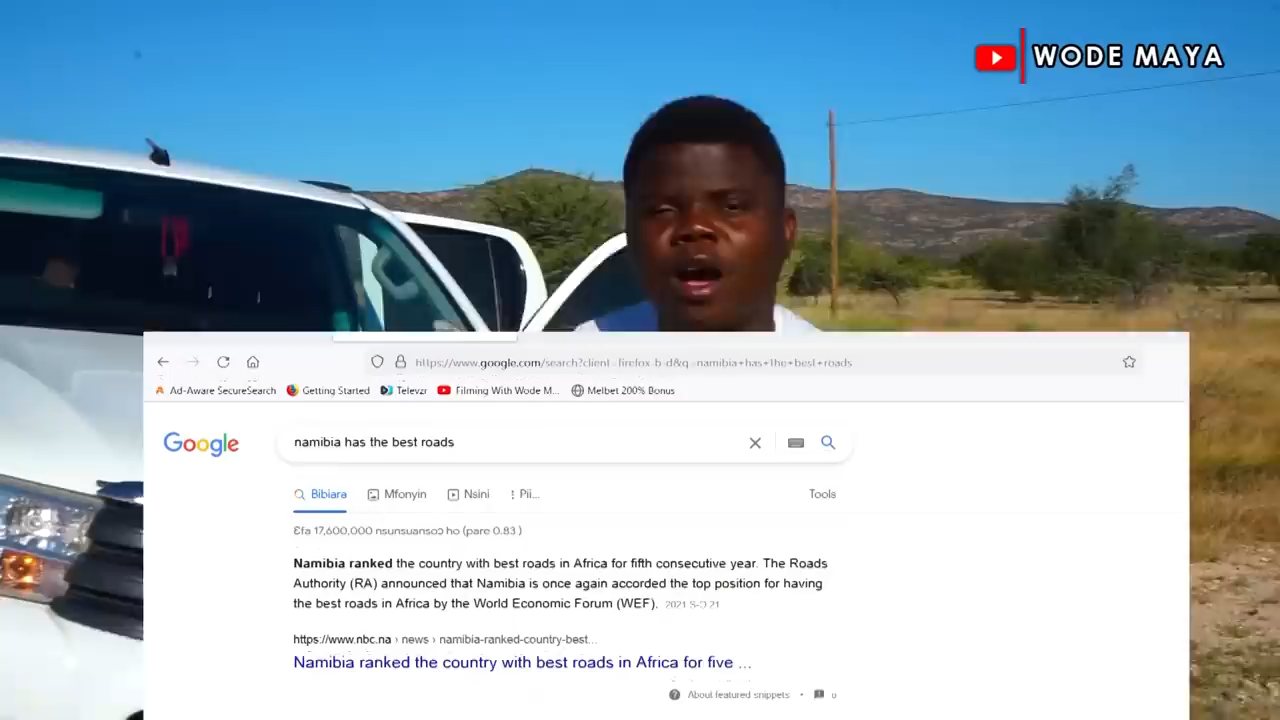 WODE MAYA
https://www.google.com/search?client=firefox-b-d&q=namibia+has+the+best+roads
Ad-Aware SecureSearch Getting Started Televzr Filming With Wode M... Melbet 200% Bonus
Google namibia has the best roads
Bibiara Mfonyin Nsini Pii... Tools
Ɛfa 17,600,000 nsunsuansoɔ ho (pare 0.83 )
Namibia ranked the country with best roads in Africa for fifth consecutive year. The Roads
Authority (RA) announced that Namibia is once again accorded the top position for having
the best roads in Africa by the World Economic Forum (WEF). 2021 S-Ɔ 21
https://www.nbc.na › news › namibia-ranked-country-best...
Namibia ranked the country with best roads in Africa for five ...
About featured snippets • 0